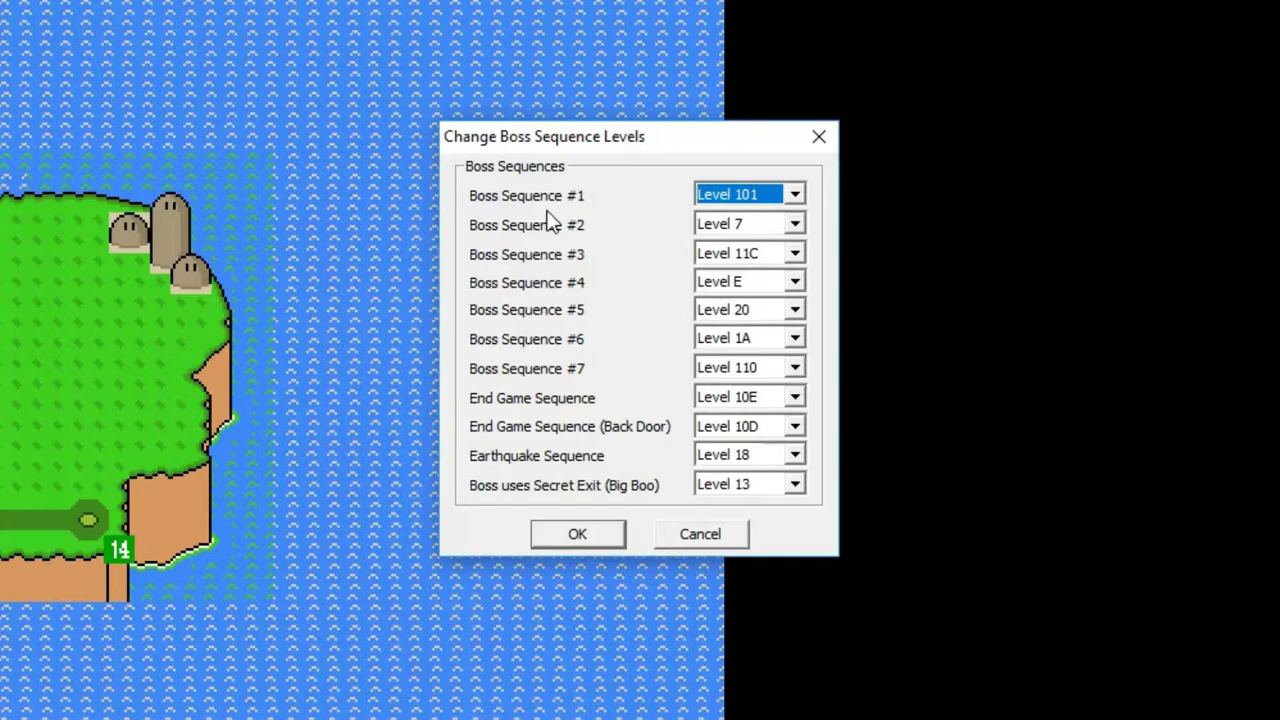 Change Boss Sequence Levels
Boss Sequences
Boss Sequence #1 Level 101
Boss Sequence #2 Level 7
Boss Sequence #3 Level 11C
Boss Sequence #4 Level E
Boss Sequence #5 Level 20
Boss Sequence #6 Level 1A
Boss Sequence #7 Level 110
End Game Sequence Level 10E
End Game Sequence (Back Door) Level 10D
Earthquake Sequence Level 18
Boss uses Secret Exit (Big Boo) Level 13
OK Cancel
14